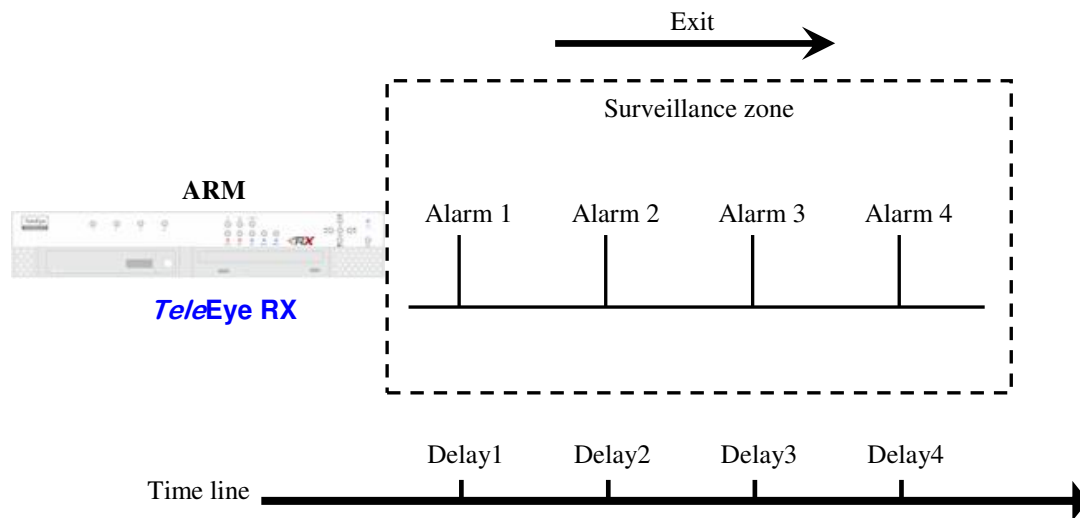 Exit
Surveillance zone
ARM
Alarm 1 Alarm 2 Alarm 3 Alarm 4
RX
TeleEye RX
Delay1 Delay2 Delay3 Delay4
Time line